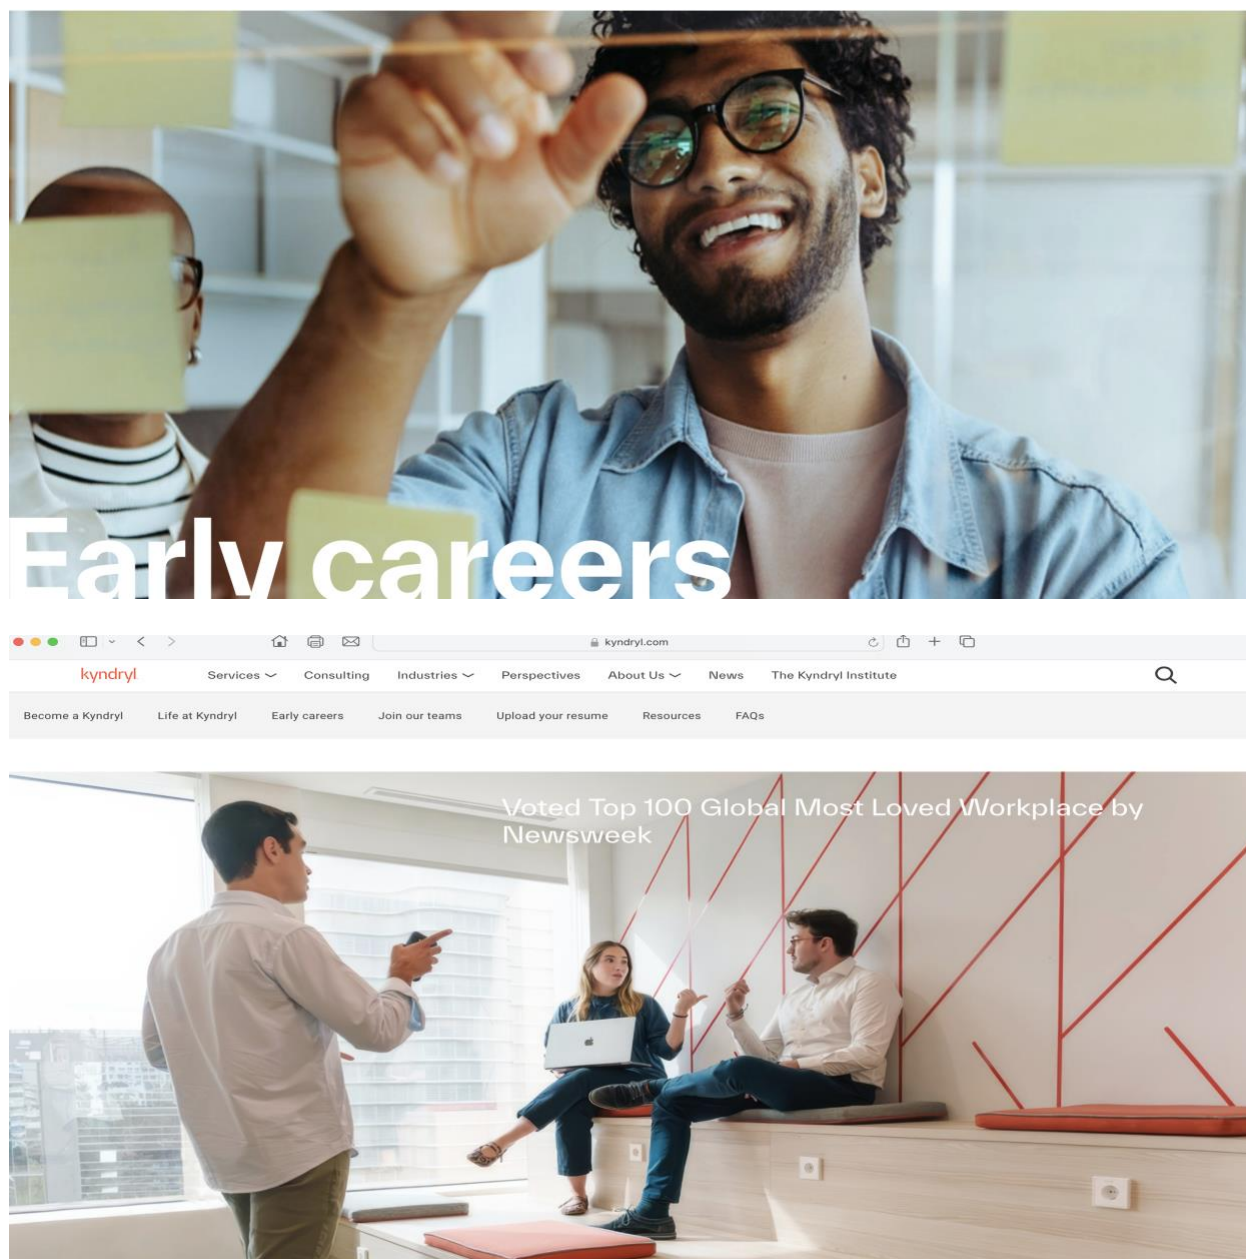 Early careers
kyndryl.com
kyndryl Services Consulting Industries Perspectives About Us News The Kyndryl Institute
Become a Kyndryl Life at Kyndryl Early careers Join our teams Upload your resume Resources FAQs
Voted Top 100 Global Most Loved Workplace by
Newsweek